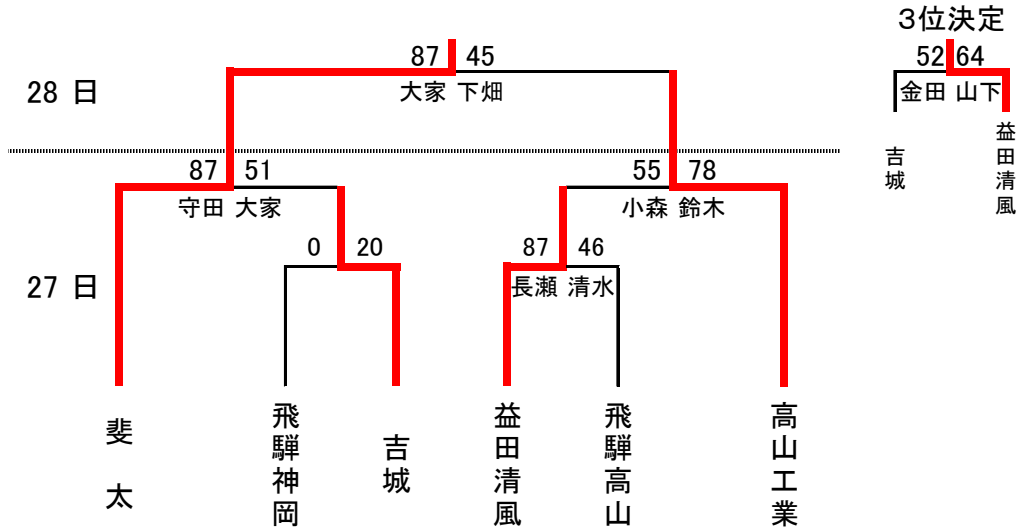 3位決定
87 45
52 64
28 日
大家 下畑
金田 山下
吉城
益田清風
87 51
55 78
守田 大家
小森 鈴木
0 20
87 46
27 日
長瀬 清水
斐太
飛騨神岡
吉城
益田清風
飛騨高山
高山工業